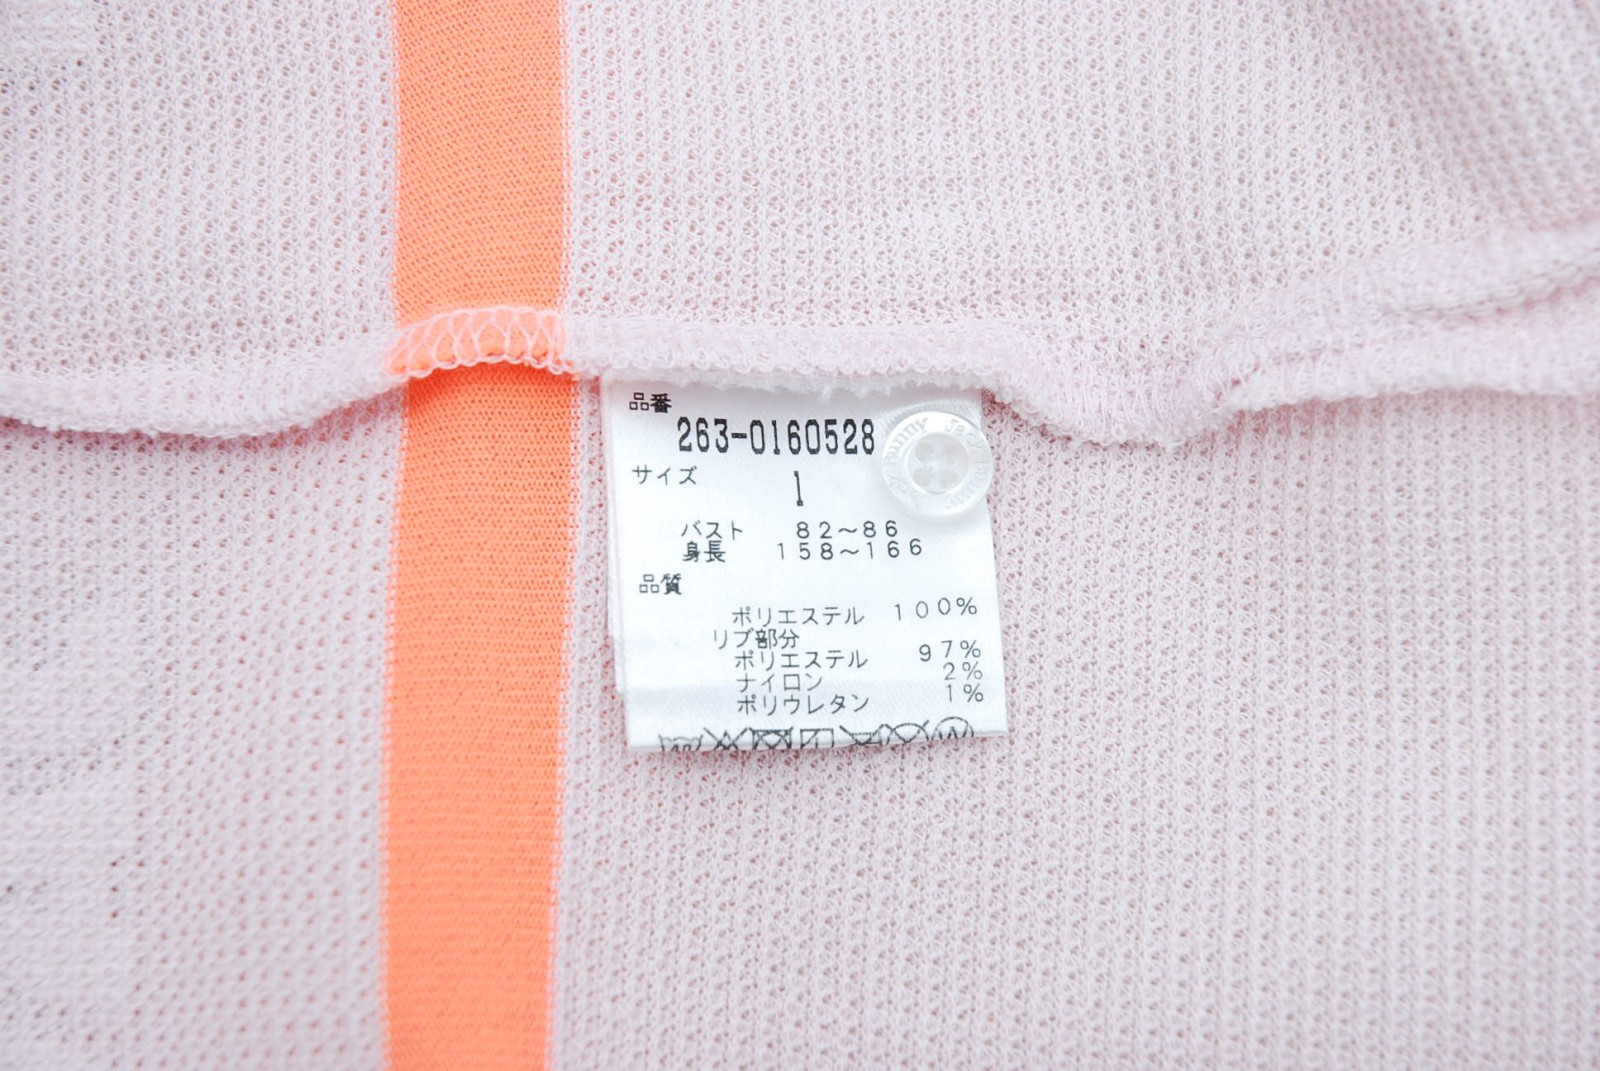 品番
263-0160528
サイズ
1
バスト 82~86
身長 158~166
品質
ポリエステル 100%
リブ部分
ポリエステル 97%
ナイロン 2%
ポリウレタン 1%
Jack bunny